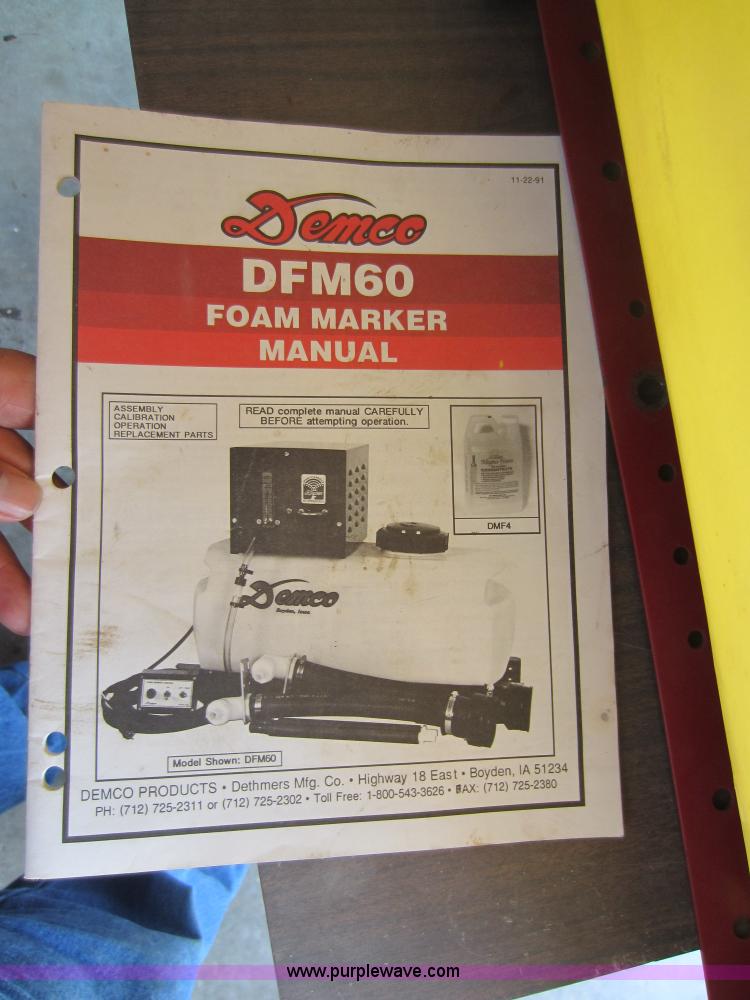 11-22-91
Demco
DFM60
FOAM MARKER
MANUAL
ASSEMBLY
CALIBRATION
OPERATION
REPLACEMENT PARTS
READ complete manual CAREFULLY
BEFORE attempting operation.
DMF4
Demco
Boyden, Iowa
Model Shown: DFM60
DEMCO PRODUCTS • Dethmers Mfg. Co. • Highway 18 East • Boyden, IA 51234
PH: (712) 725-2311 or (712) 725-2302 • Toll Free: 1-800-543-3626 • FAX: (712) 725-2380
www.purplewave.com